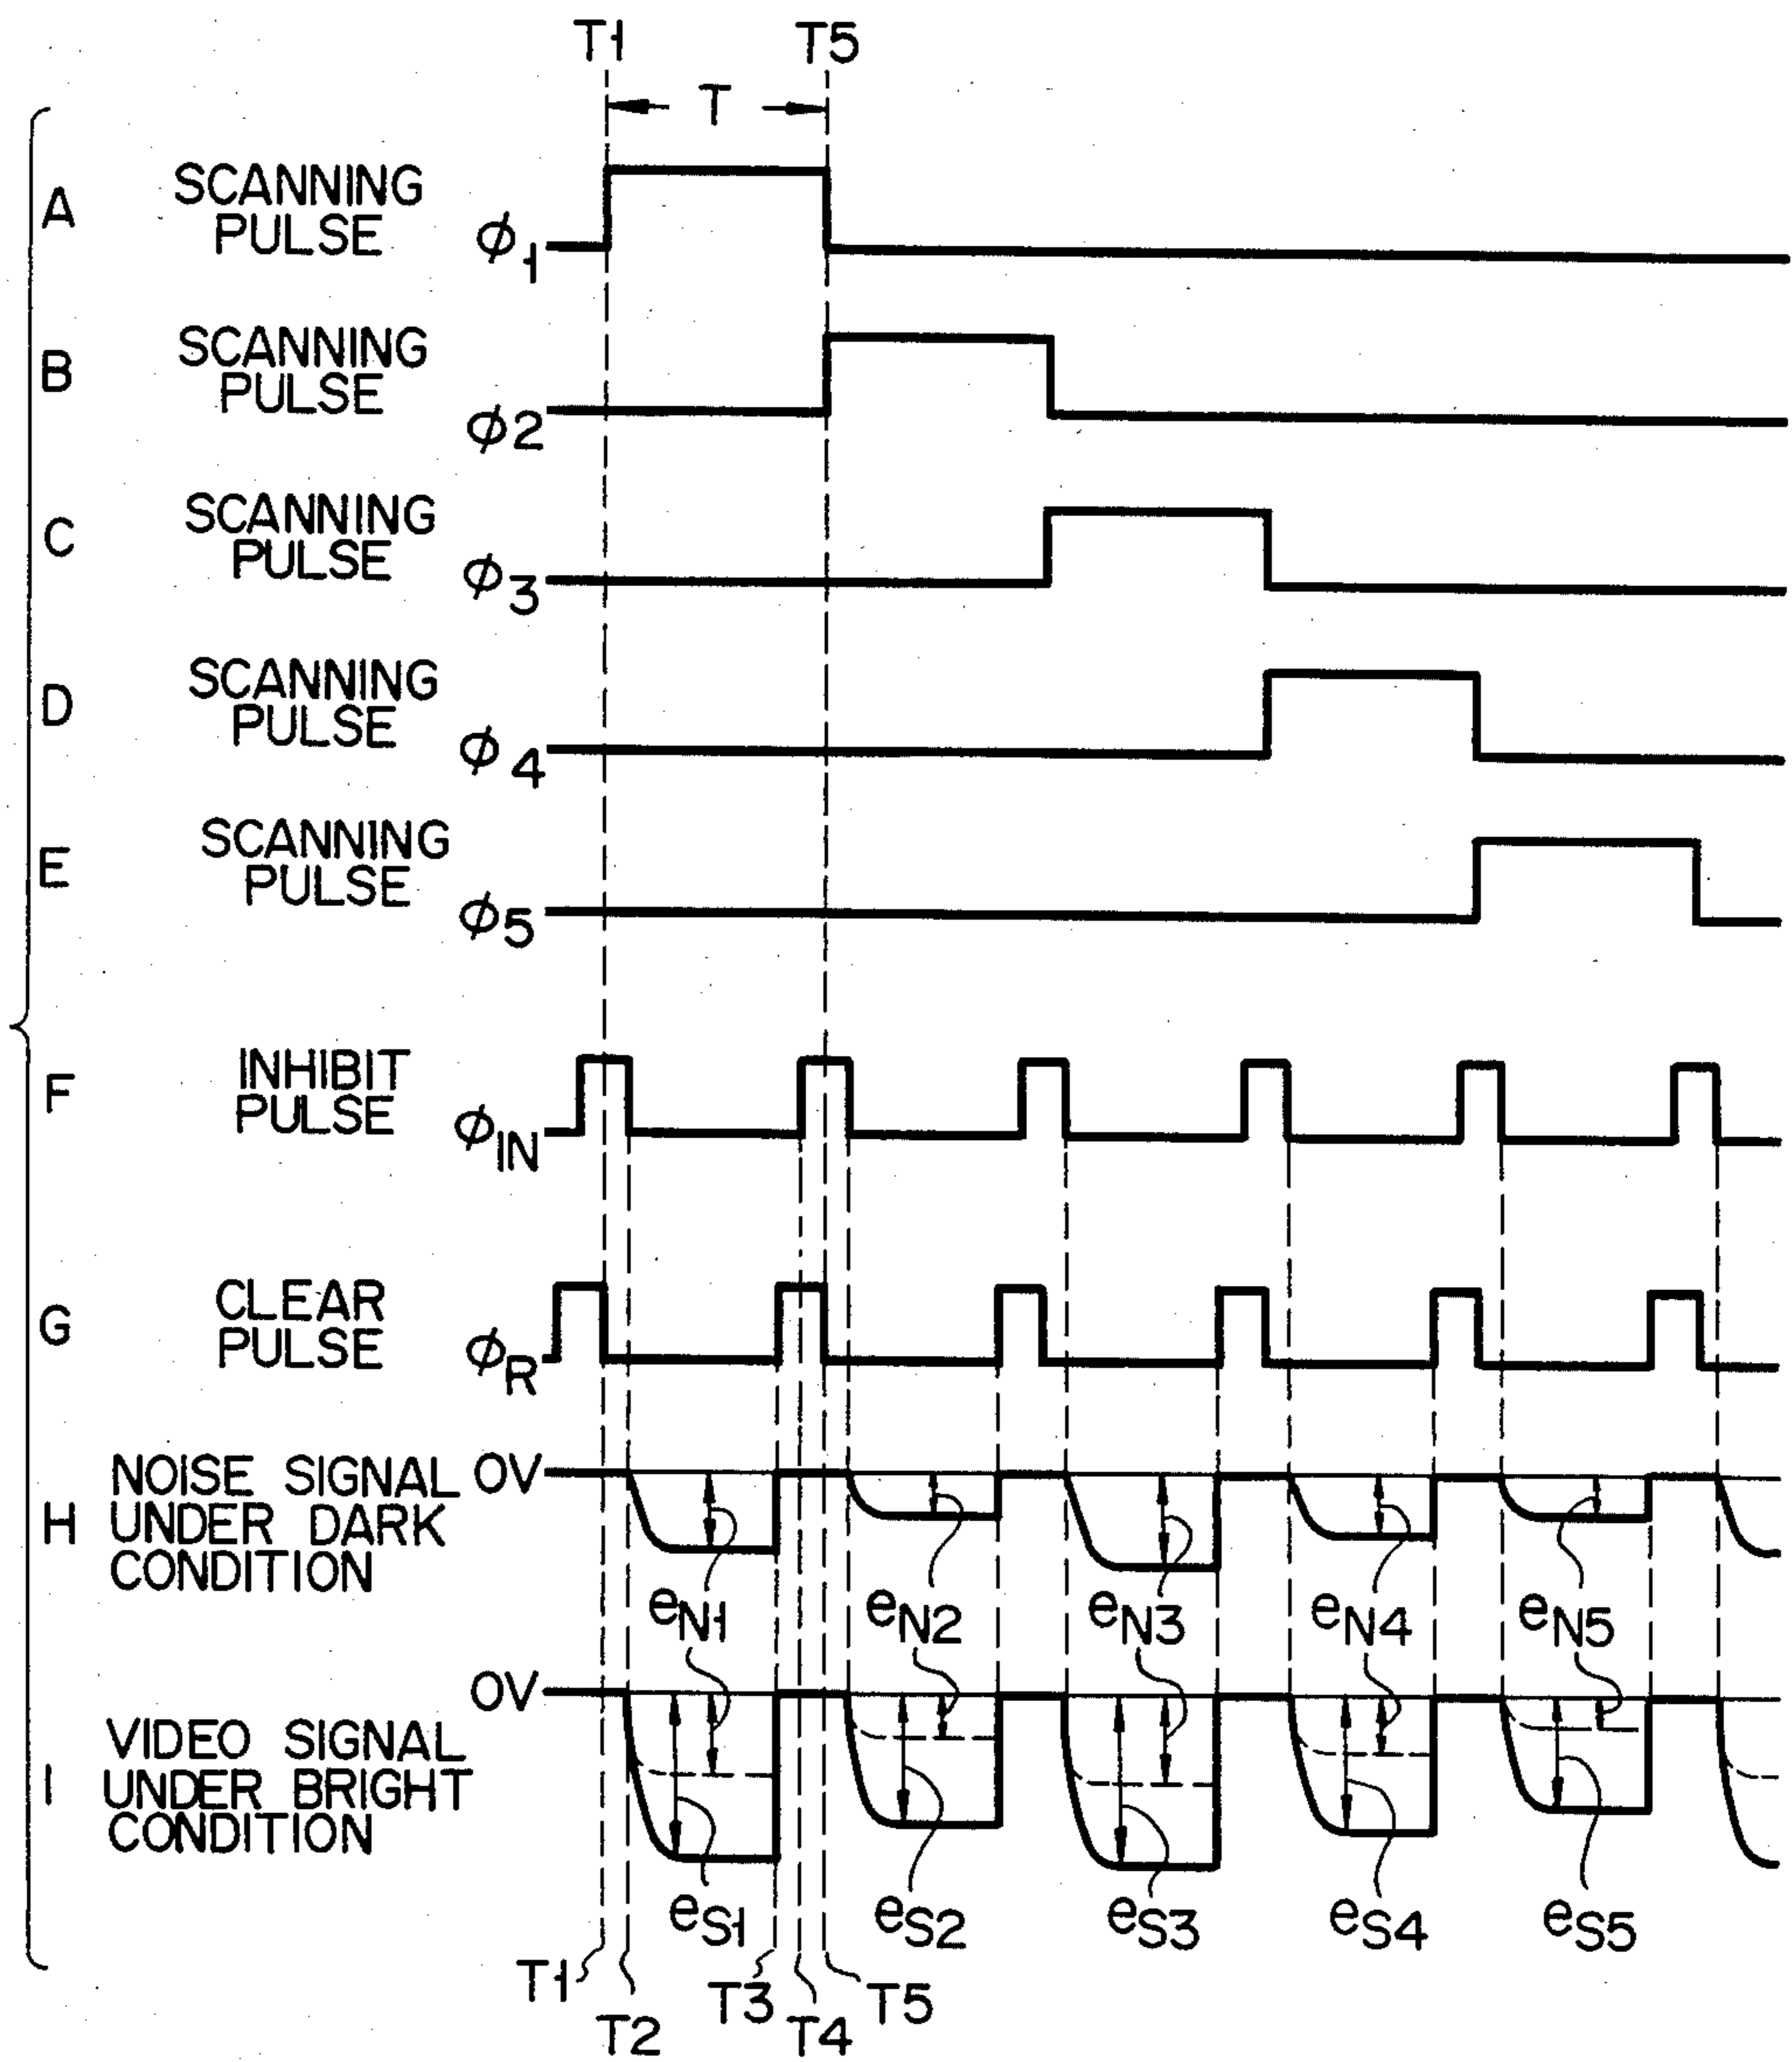 T1 T5
T
A SCANNING PULSE ϕ1
B SCANNING PULSE ϕ2
C SCANNING PULSE ϕ3
D SCANNING PULSE ϕ4
E SCANNING PULSE ϕ5
F INHIBIT PULSE ϕIN
G CLEAR PULSE ϕR
H NOISE SIGNAL UNDER DARK CONDITION OV
eN1 eN2 eN3 eN4 eN5
I VIDEO SIGNAL UNDER BRIGHT CONDITION OV
eS1 eS2 eS3 eS4 eS5
T1 T2 T3 T4 T5